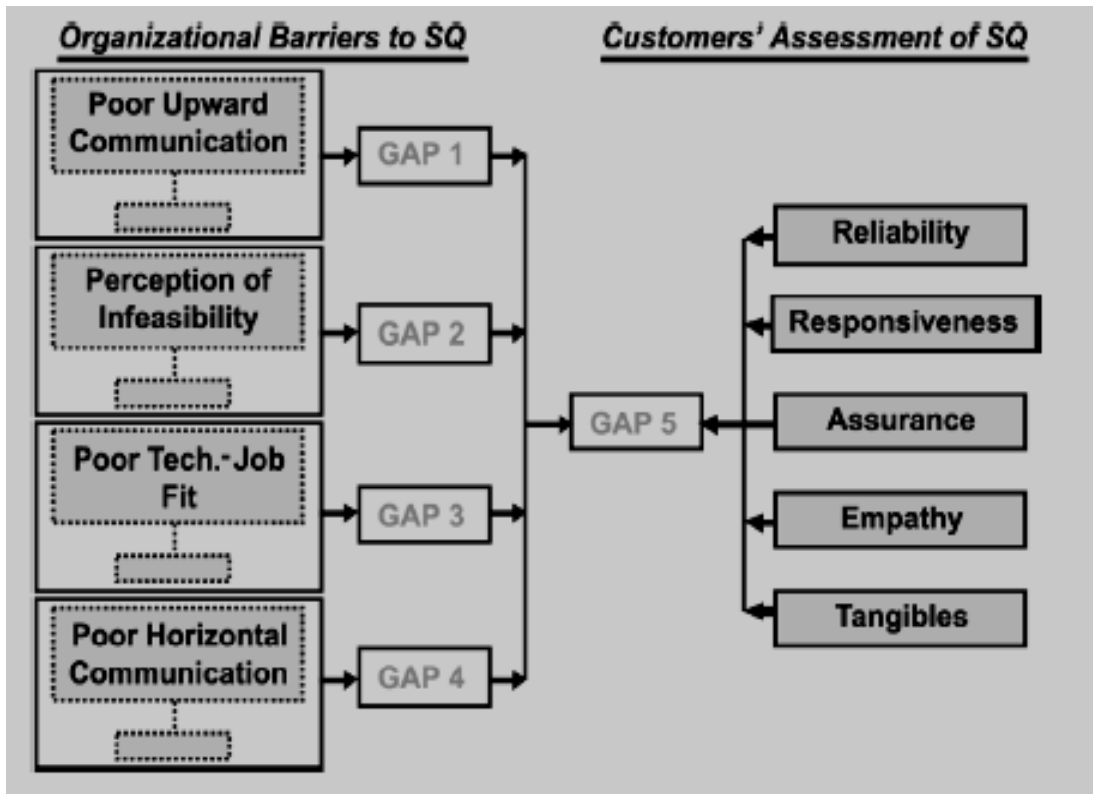 Organizational Barriers to SQ
Customers' Assessment of SQ
Poor Upward
Communication
GAP 1
Perception of
Infeasibility
GAP 2
Poor Tech.-Job
Fit
GAP 3
Poor Horizontal
Communication
GAP 4
GAP 5
Reliability
Responsiveness
Assurance
Empathy
Tangibles